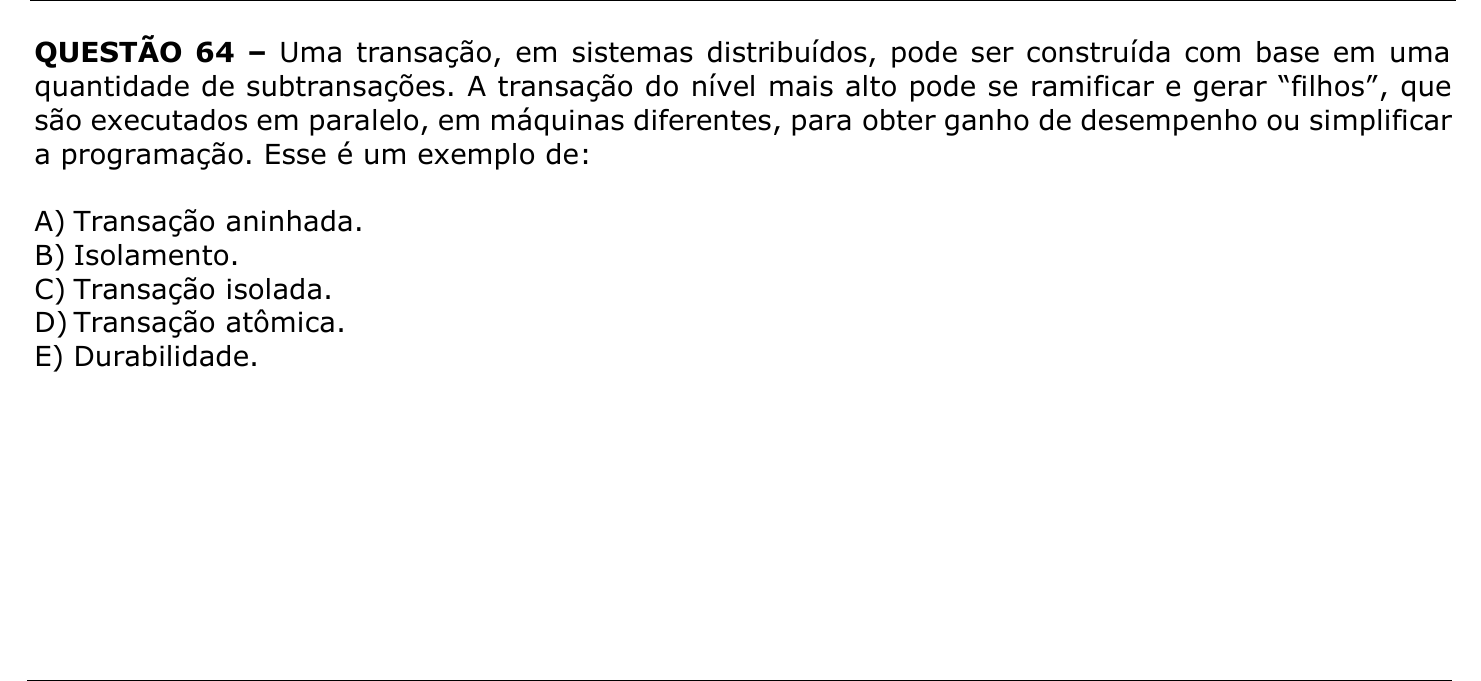 QUESTÃO 64 – Uma transação, em sistemas distribuídos, pode ser construída com base em uma
quantidade de subtransações. A transação do nível mais alto pode se ramificar e gerar “filhos”, que
são executados em paralelo, em máquinas diferentes, para obter ganho de desempenho ou simplificar
a programação. Esse é um exemplo de:
A) Transação aninhada.
B) Isolamento.
C) Transação isolada.
D) Transação atômica.
E) Durabilidade.